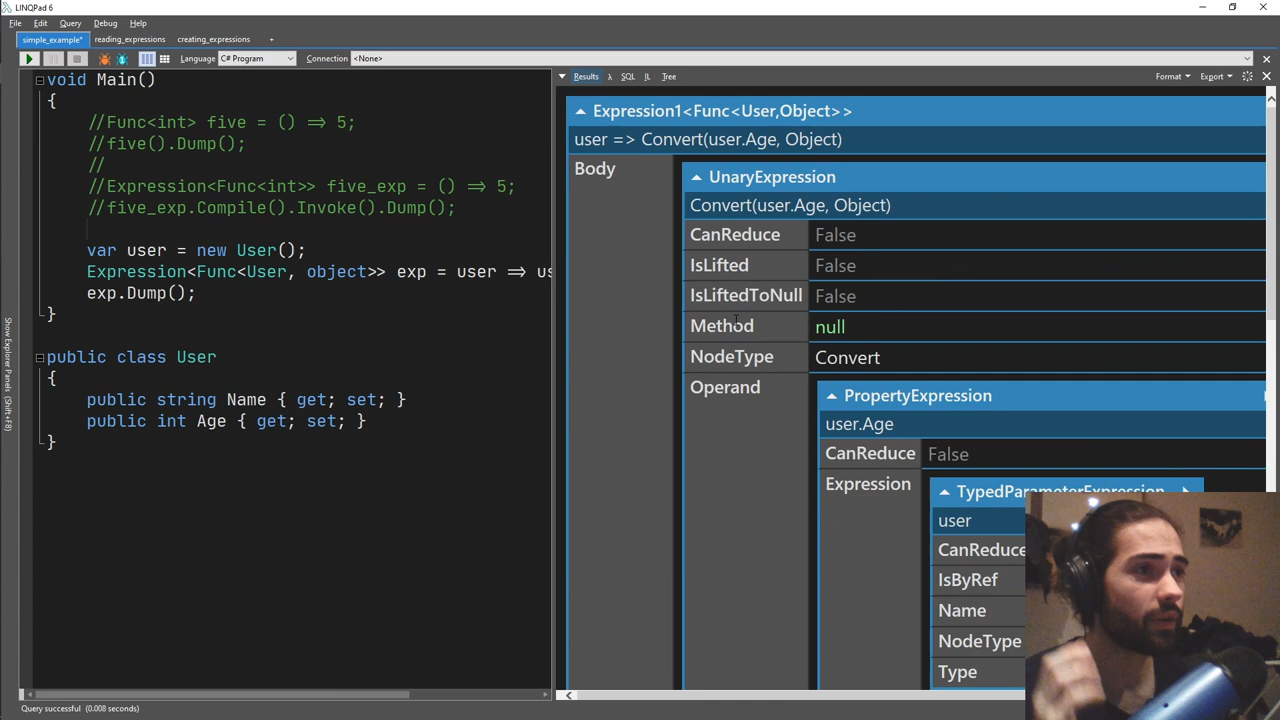 LINQPad 6
File Edit Query Debug Help
simple_example* reading_expressions creating_expressions +
Language C# Program Connection <None>
Results λ SQL IL Tree Format Export
void Main()
{
//Func<int> five = () => 5;
//five().Dump();
//
//Expression<Func<int>> five_exp = () => 5;
//five_exp.Compile().Invoke().Dump();
var user = new User();
Expression<Func<User, object>> exp = user => us
exp.Dump();
}
public class User
{
public string Name { get; set; }
public int Age { get; set; }
}
Show Explorer Panels (Shift+F8)
Expression1<Func<User,Object>>
user => Convert(user.Age, Object)
Body
UnaryExpression
Convert(user.Age, Object)
CanReduce False
IsLifted False
IsLiftedToNull False
Method null
NodeType Convert
Operand
PropertyExpression
user.Age
CanReduce False
Expression
TypedParameterExpression
user
CanReduce
IsByRef
Name
NodeType
Type
Query successful (0.008 seconds)